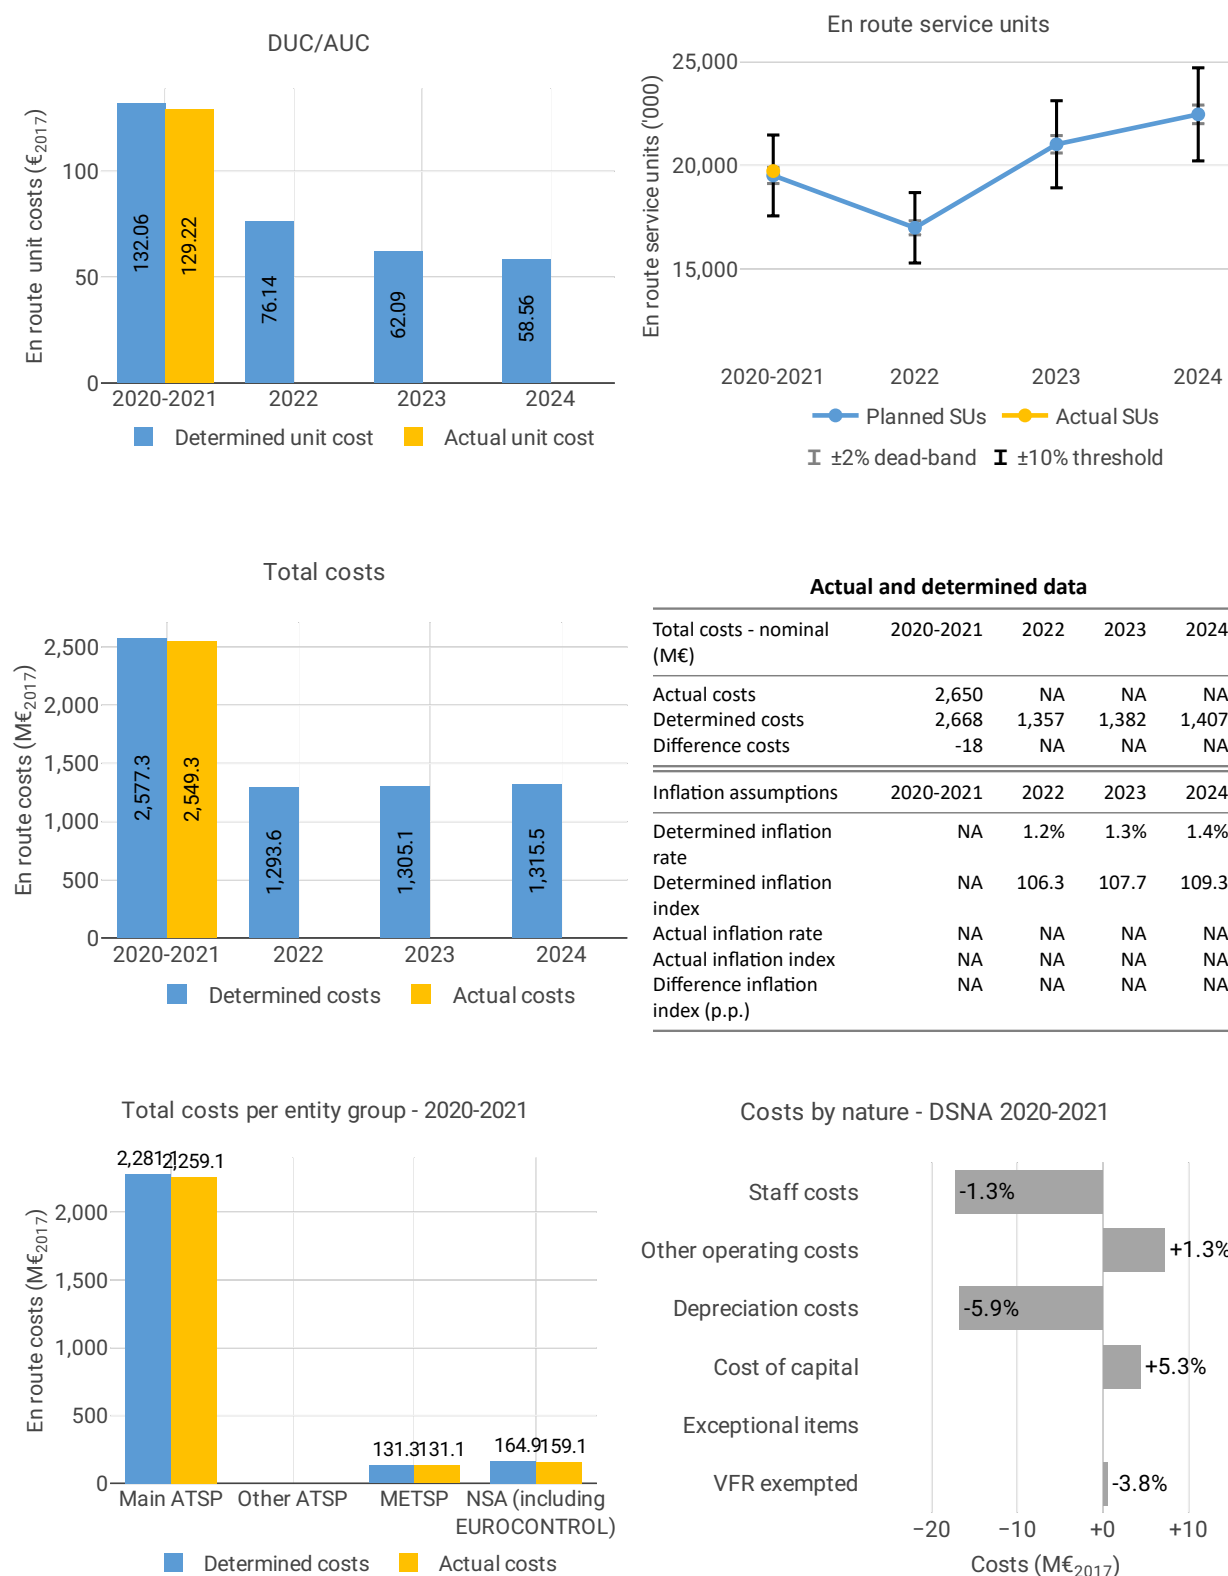 DUC/AUC
En route unit costs (€2017)
100
50
0
132.06
129.22
76.14
62.09
58.56
2020-2021
2022
2023
2024
Determined unit cost
Actual unit cost
En route service units
En route service units ('000)
25,000
20,000
15,000
2020-2021
2022
2023
2024
Planned SUs
Actual SUs
±2% dead-band
±10% threshold
Total costs
En route costs (M€2017)
2,500
2,000
1,500
1,000
500
0
2,577.3
2,549.3
1,293.6
1,305.1
1,315.5
2020-2021
2022
2023
2024
Determined costs
Actual costs
Actual and determined data
Total costs - nominal 2020-2021 2022 2023 2024
(M€)
Actual costs 2,650 NA NA NA
Determined costs 2,668 1,357 1,382 1,407
Difference costs -18 NA NA NA
Inflation assumptions 2020-2021 2022 2023 2024
Determined inflation NA 1.2% 1.3% 1.4%
rate
Determined inflation NA 106.3 107.7 109.3
index
Actual inflation rate NA NA NA NA
Actual inflation index NA NA NA NA
Difference inflation NA NA NA NA
index (p.p.)
Total costs per entity group - 2020-2021
En route costs (M€2017)
2,000
1,500
1,000
500
0
2,281.1
2,259.1
131.3
131.1
164.9
159.1
Main ATSP
Other ATSP
METSP
NSA (including
EUROCONTROL)
Determined costs
Actual costs
Costs by nature - DSNA 2020-2021
Staff costs
-1.3%
Other operating costs
+1.3%
Depreciation costs
-5.9%
Cost of capital
+5.3%
Exceptional items
VFR exempted
-3.8%
−20
−10
+0
+10
Costs (M€2017)